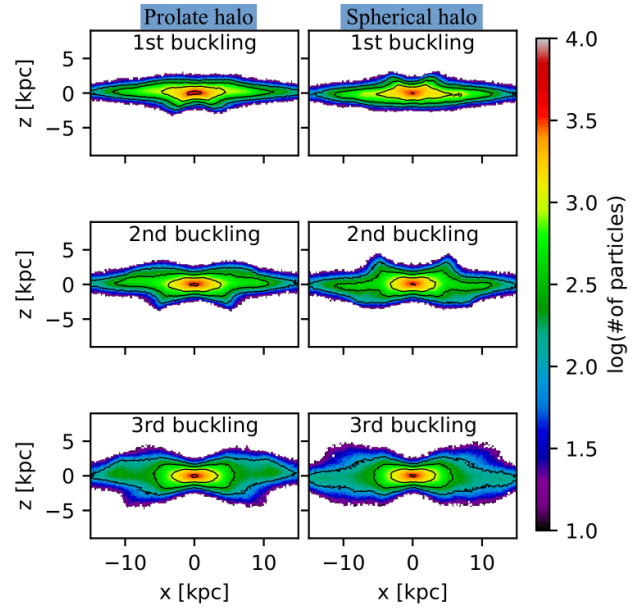 Prolate halo Spherical halo
1st buckling 1st buckling
z [kpc] 0 −5
2nd buckling 2nd buckling
z [kpc] 5 0 −5
3rd buckling 3rd buckling
z [kpc] 5 0 −5
−10 0 10 −10 0 10
x [kpc] x [kpc]
4.0
3.5
3.0
2.5
2.0
1.5
1.0
log(#of particles)